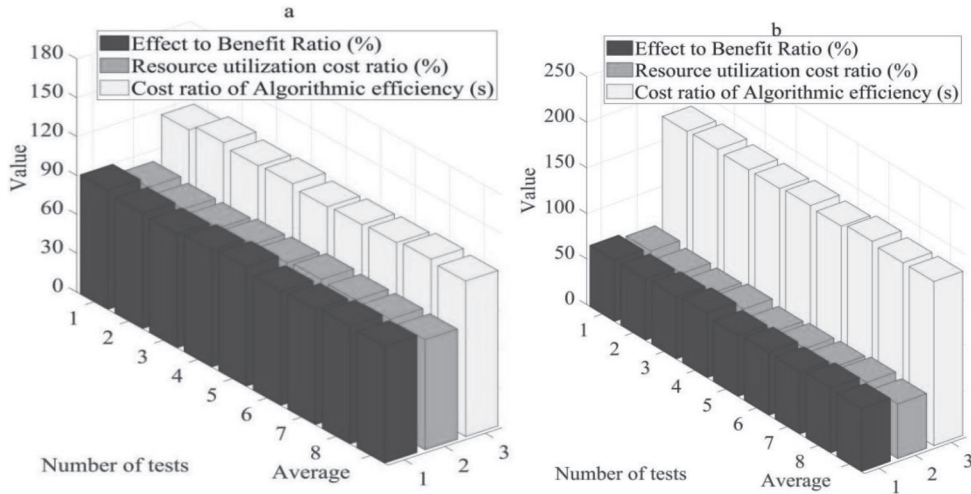 a
Effect to Benefit Ratio (%)
Resource utilization cost ratio (%)
Cost ratio of Algorithmic efficiency (s)
180
150
120
90
60
30
0
Value
1
2
3
4
5
6
7
8
Average
Number of tests
1
2
3
b
Effect to Benefit Ratio (%)
Resource utilization cost ratio (%)
Cost ratio of Algorithmic efficiency (s)
250
200
150
100
50
0
Value
1
2
3
4
5
6
7
8
Average
Number of tests
1
2
3